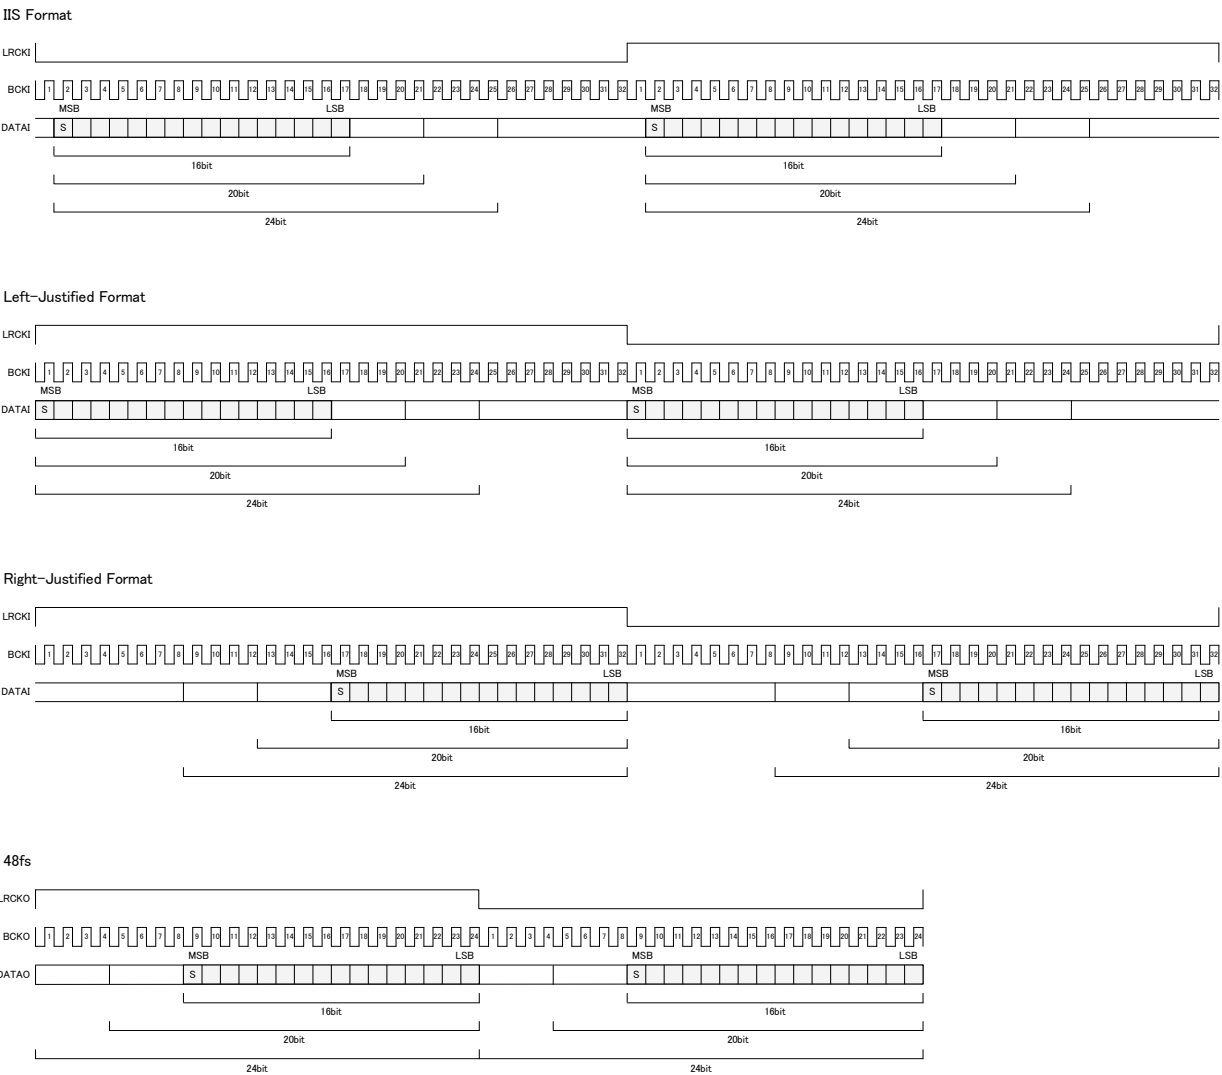 IIS Format
LRCKI
BCKI 1 2 3 4 5 6 7 8 9 10 11 12 13 14 15 16 17 18 19 20 21 22 23 24 25 26 27 28 29 30 31 32 1 2 3 4 5 6 7 8 9 10 11 12 13 14 15 16 17 18 19 20 21 22 23 24 25 26 27 28 29 30 31 32
MSB LSB MSB LSB
DATAI S S
16bit 16bit
20bit 20bit
24bit 24bit
Left-Justified Format
LRCKI
BCKI 1 2 3 4 5 6 7 8 9 10 11 12 13 14 15 16 17 18 19 20 21 22 23 24 25 26 27 28 29 30 31 32 1 2 3 4 5 6 7 8 9 10 11 12 13 14 15 16 17 18 19 20 21 22 23 24 25 26 27 28 29 30 31 32
MSB LSB MSB LSB
DATAI S S
16bit 16bit
20bit 20bit
24bit 24bit
Right-Justified Format
LRCKI
BCKI 1 2 3 4 5 6 7 8 9 10 11 12 13 14 15 16 17 18 19 20 21 22 23 24 25 26 27 28 29 30 31 32 1 2 3 4 5 6 7 8 9 10 11 12 13 14 15 16 17 18 19 20 21 22 23 24 25 26 27 28 29 30 31 32
MSB LSB MSB LSB
DATAI S S
16bit 16bit
20bit 20bit
24bit 24bit
48fs
LRCKO
BCKO 1 2 3 4 5 6 7 8 9 10 11 12 13 14 15 16 17 18 19 20 21 22 23 24 1 2 3 4 5 6 7 8 9 10 11 12 13 14 15 16 17 18 19 20 21 22 23 24
MSB LSB MSB LSB
DATAO S S
16bit 16bit
20bit 20bit
24bit 24bit